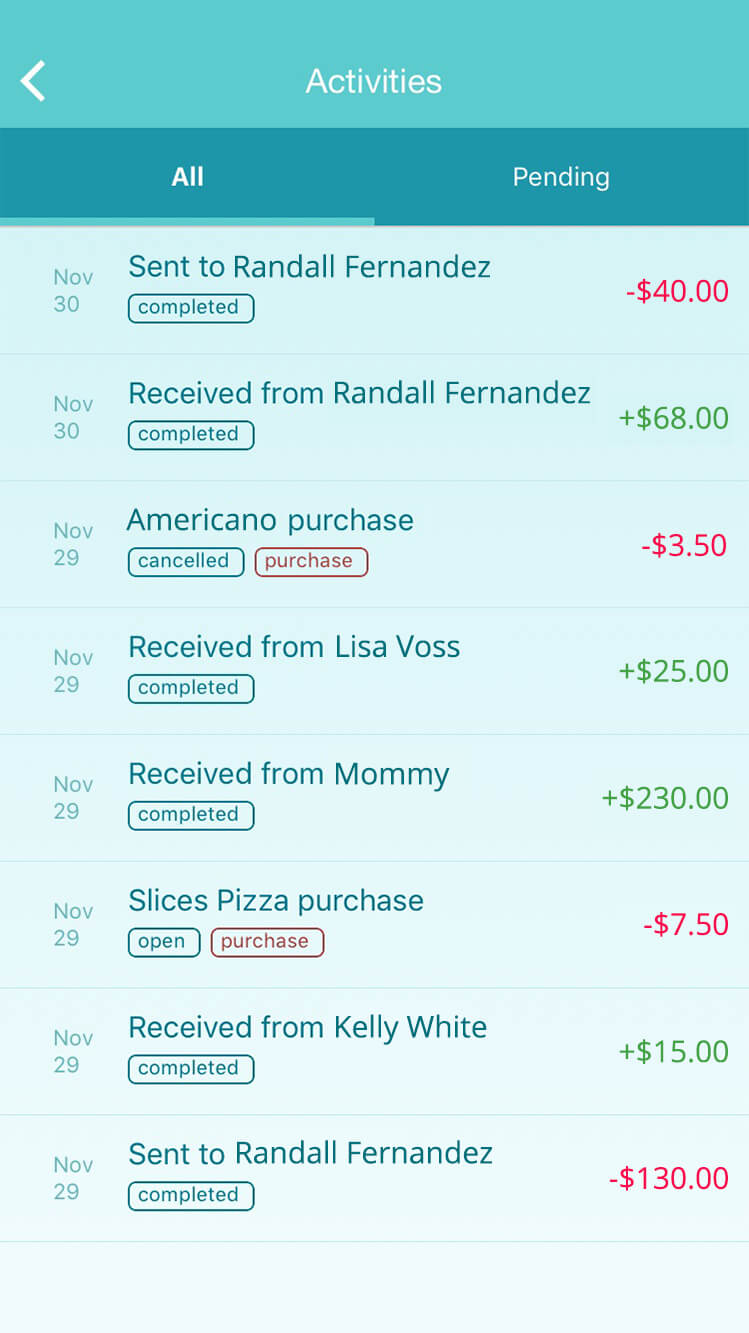 Activities
All Pending
Nov 30 Sent to Randall Fernandez
completed
-$40.00
Nov 30 Received from Randall Fernandez
completed
+$68.00
Nov 29 Americano purchase
cancelled purchase
-$3.50
Nov 29 Received from Lisa Voss
completed
+$25.00
Nov 29 Received from Mommy
completed
+$230.00
Nov 29 Slices Pizza purchase
open purchase
-$7.50
Nov 29 Received from Kelly White
completed
+$15.00
Nov 29 Sent to Randall Fernandez
completed
-$130.00